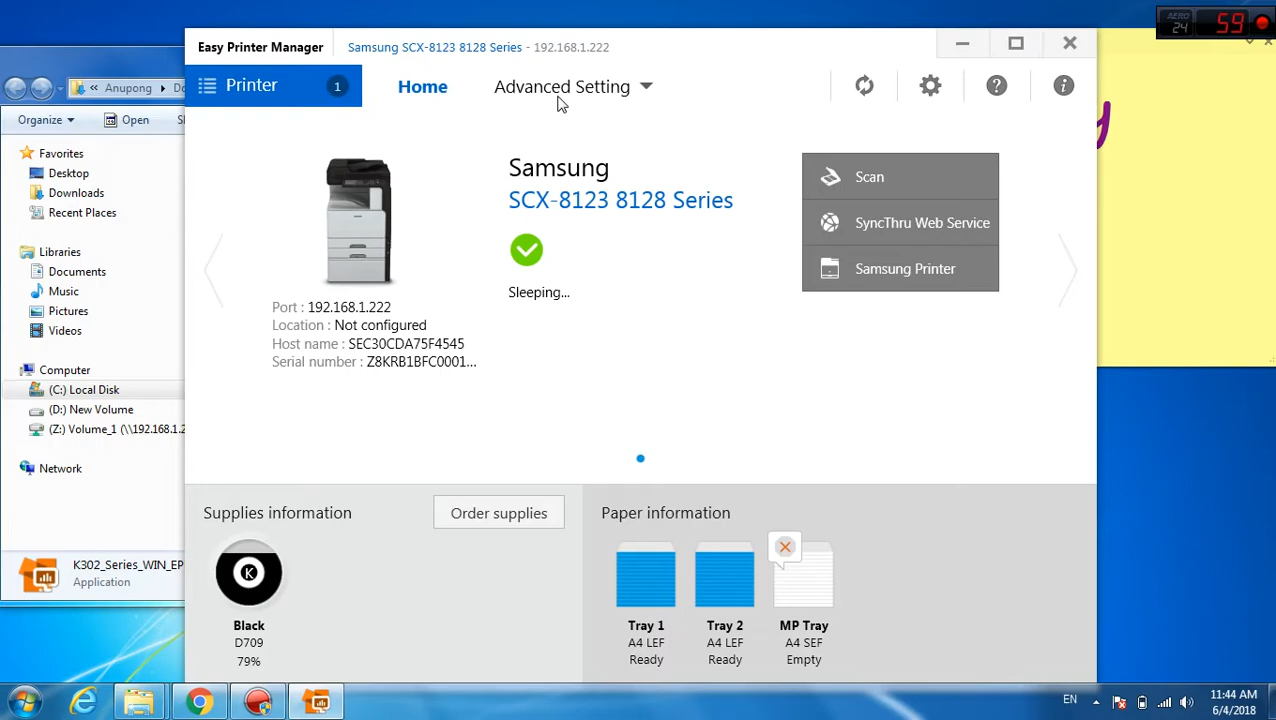 AERO
24
59
Easy Printer Manager
Samsung SCX-8123 8128 Series - 192.168.1.222
Printer
1
Home
Advanced Setting
Anupong
Organize
Open
Favorites
Desktop
Downloads
Recent Places
Libraries
Documents
Music
Pictures
Videos
Computer
(C:) Local Disk
(D:) New Volume
(Z:) Volume_1 (\\192.168.1.2
Network
K302_Series_WIN_EP
Application
Samsung
SCX-8123 8128 Series
Sleeping...
Port : 192.168.1.222
Location : Not configured
Host name : SEC30CDA75F4545
Serial number : Z8KRB1BFC0001...
Scan
SyncThru Web Service
Samsung Printer
Supplies information
Order supplies
K
Black
D709
79%
Paper information
Tray 1
A4 LEF
Ready
Tray 2
A4 LEF
Ready
MP Tray
A4 SEF
Empty
EN
11:44 AM
6/4/2018